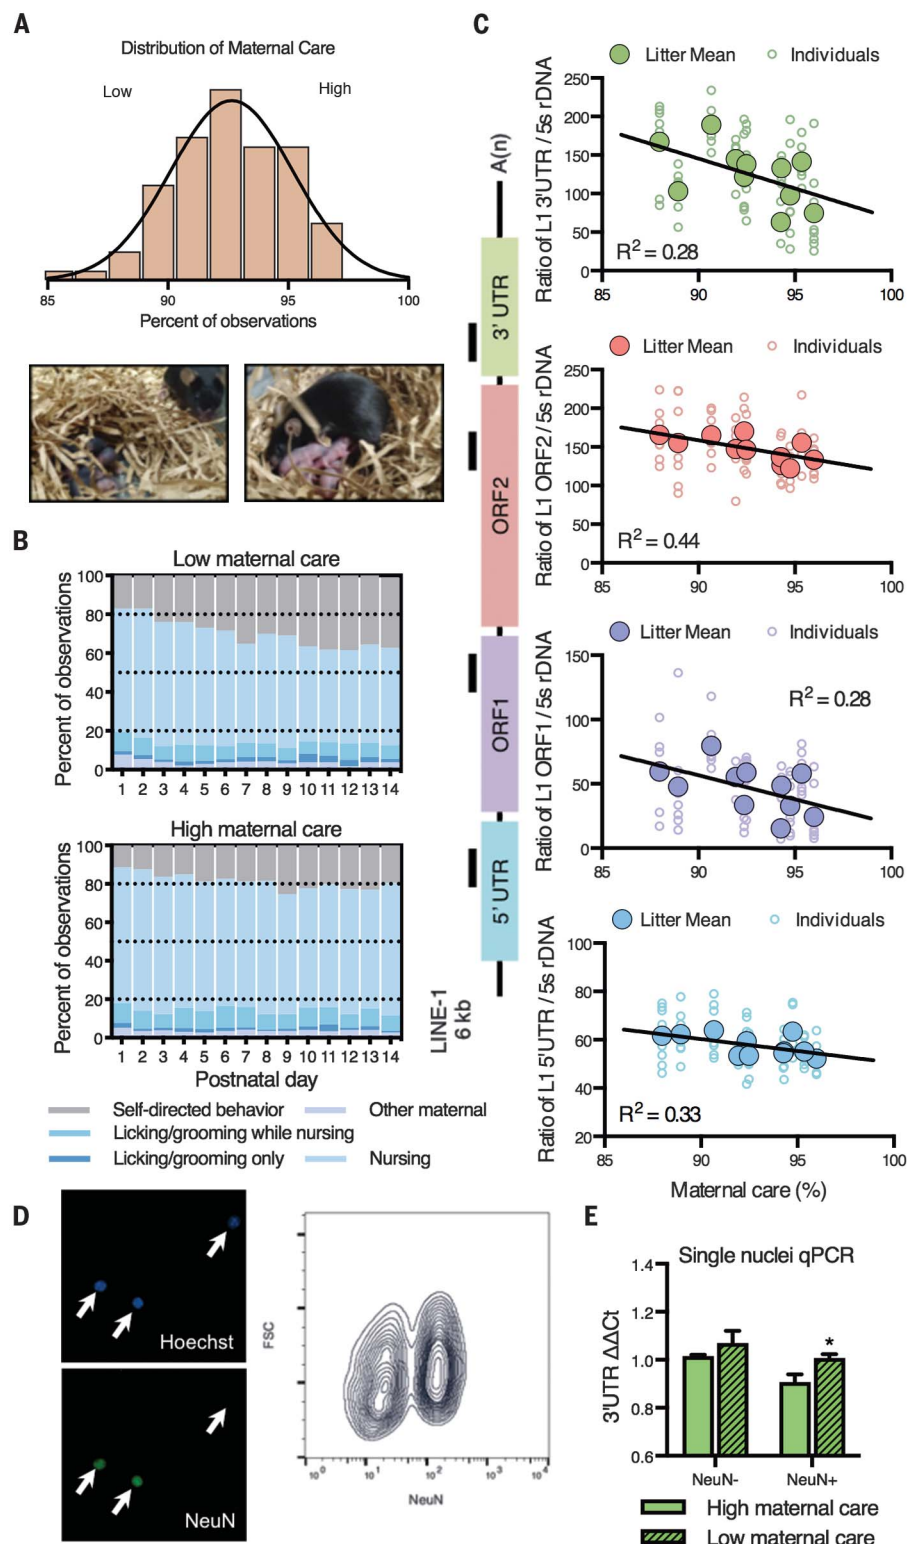 A
Distribution of Maternal Care
Low
High
85
90
95
100
Percent of observations
B
Low maternal care
Percent of observations
100
80
60
40
20
0
1 2 3 4 5 6 7 8 9 10 11 12 13 14
High maternal care
Percent of observations
100
80
60
40
20
0
1 2 3 4 5 6 7 8 9 10 11 12 13 14
Postnatal day
Self-directed behavior
Other maternal
Licking/grooming while nursing
Licking/grooming only
Nursing
C
A(n)
3' UTR
ORF2
ORF1
5' UTR
LINE-1
6 kb
Litter Mean
Individuals
Ratio of L1 3'UTR / 5s rDNA
250
200
150
100
50
0
R² = 0.28
85
90
95
100
Litter Mean
Individuals
Ratio of L1 ORF2 / 5s rDNA
250
200
150
100
50
0
R² = 0.44
85
90
95
100
Litter Mean
Individuals
Ratio of L1 ORF1 / 5s rDNA
150
100
50
0
R² = 0.28
85
90
95
100
Litter Mean
Individuals
Ratio of L1 5'UTR / 5s rDNA
100
80
60
40
20
R² = 0.33
85
90
95
100
Maternal care (%)
D
Hoechst
NeuN
FSC
10⁰
10¹
10²
10³
10⁴
NeuN
E
Single nuclei qPCR
3'UTR ΔΔCt
1.4
1.2
1.0
0.8
0.6
*
NeuN-
NeuN+
High maternal care
Low maternal care